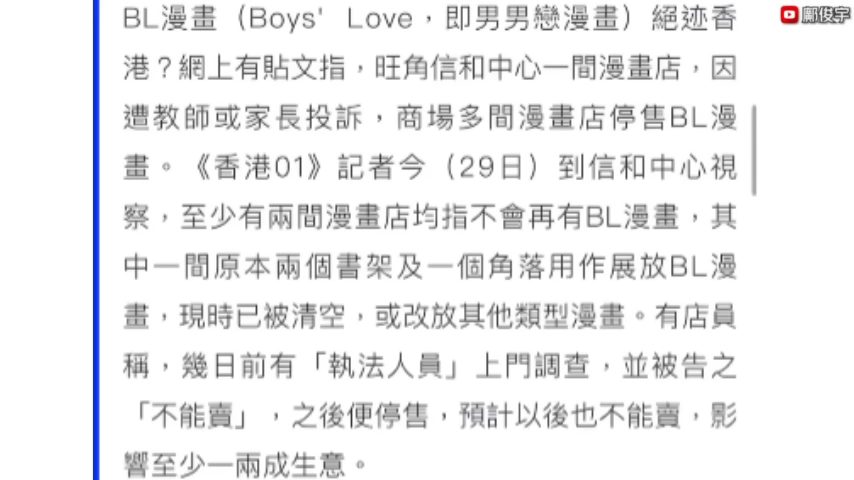 BL漫畫（Boys' Love，即男男戀漫畫）絕迹香
港？網上有貼文指，旺角信和中心一間漫畫店，因
遭教師或家長投訴，商場多間漫畫店停售BL漫
畫。《香港01》記者今（29日）到信和中心視
察，至少有兩間漫畫店均指不會再有BL漫畫，其
中一間原本兩個書架及一個角落用作展放BL漫
畫，現時已被清空，或改放其他類型漫畫。有店員
稱，幾日前有「執法人員」上門調查，並被告之
「不能賣」，之後便停售，預計以後也不能賣，影
響至少一兩成生意。
鄺俊宇